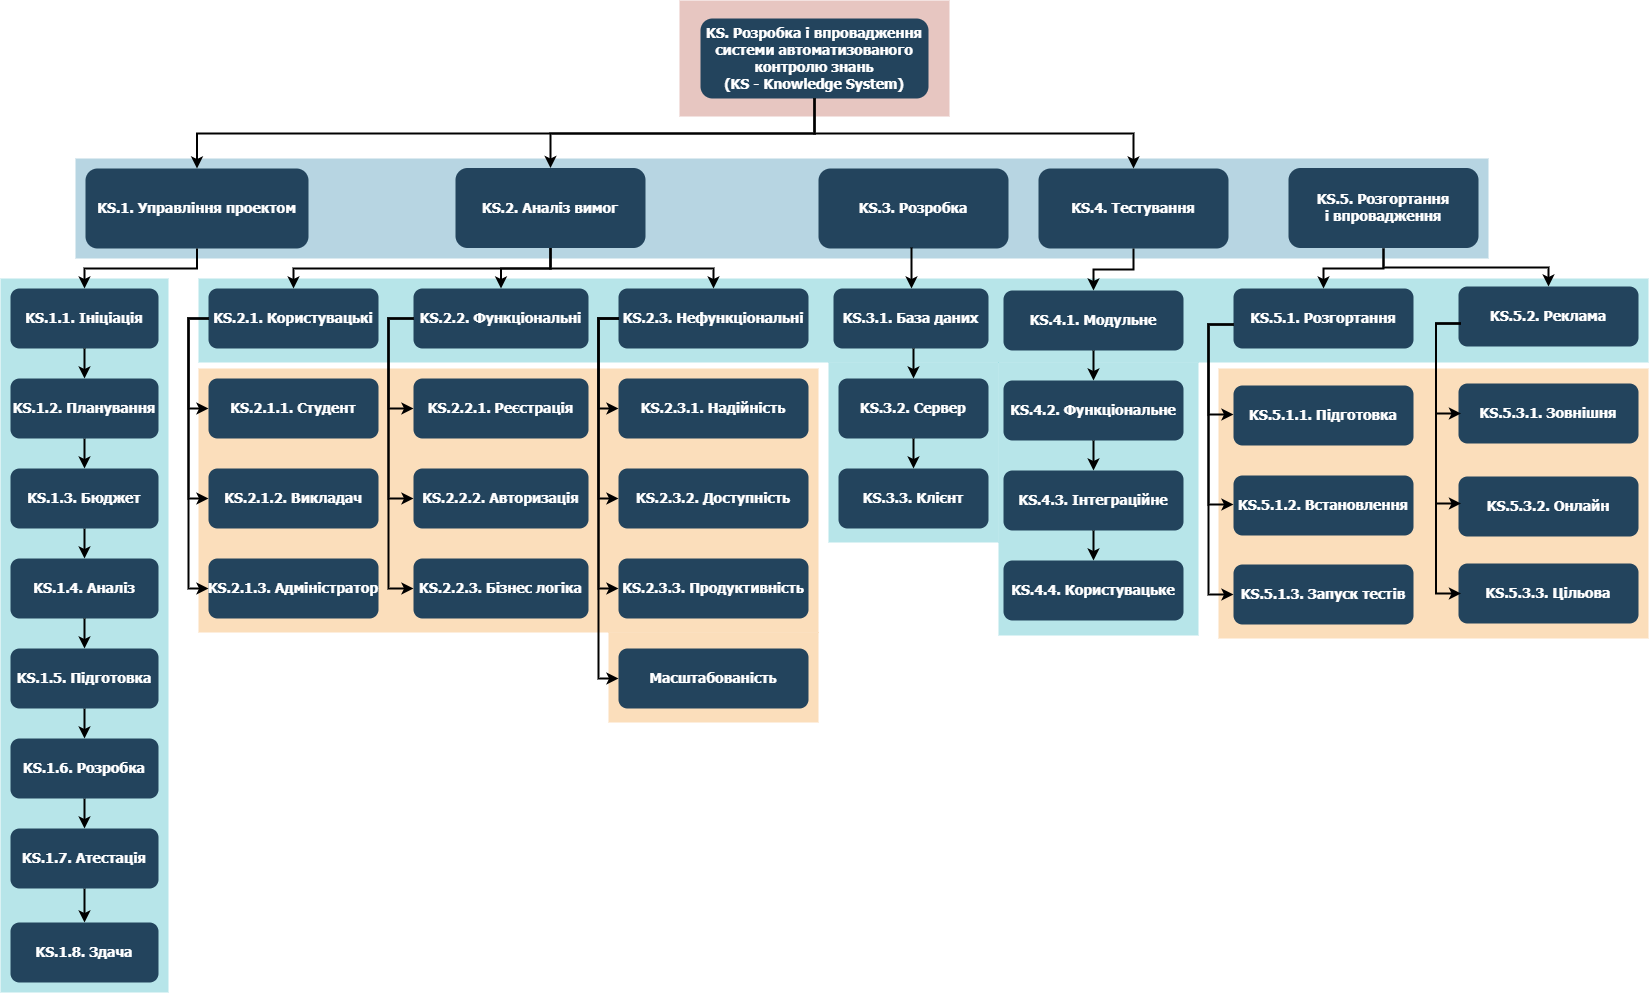 KS. Розробка і впровадження
системи автоматизованого
контролю знань
(KS - Knowledge System)
KS.1. Управління проектом
KS.2. Аналіз вимог
KS.3. Розробка
KS.4. Тестування
KS.5. Розгортання
і впровадження
KS.1.1. Ініціація
KS.1.2. Планування
KS.1.3. Бюджет
KS.1.4. Аналіз
KS.1.5. Підготовка
KS.1.6. Розробка
KS.1.7. Атестація
KS.1.8. Здача
KS.2.1. Користувацькі
KS.2.1.1. Студент
KS.2.1.2. Викладач
KS.2.1.3. Адміністратор
KS.2.2. Функціональні
KS.2.2.1. Реєстрація
KS.2.2.2. Авторизація
KS.2.2.3. Бізнес логіка
KS.2.3. Нефункціональні
KS.2.3.1. Надійність
KS.2.3.2. Доступність
KS.2.3.3. Продуктивність
Масштабованість
KS.3.1. База даних
KS.3.2. Сервер
KS.3.3. Клієнт
KS.4.1. Модульне
KS.4.2. Функціональне
KS.4.3. Інтеграційне
KS.4.4. Користувацьке
KS.5.1. Розгортання
KS.5.1.1. Підготовка
KS.5.1.2. Встановлення
KS.5.1.3. Запуск тестів
KS.5.2. Реклама
KS.5.3.1. Зовнішня
KS.5.3.2. Онлайн
KS.5.3.3. Цільова